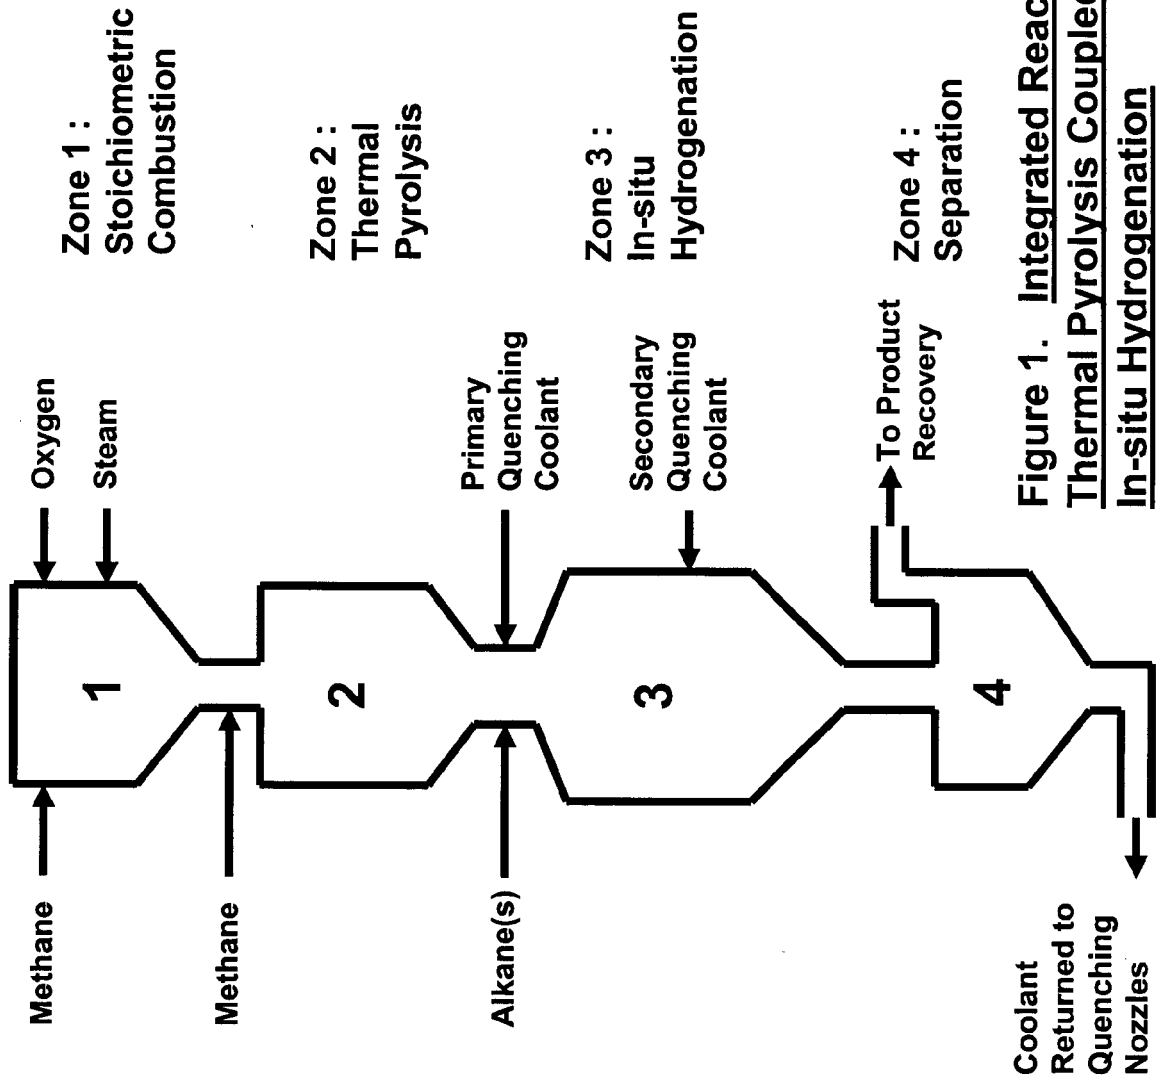 Methane
Oxygen
Steam
Zone 1 :
Stoichiometric
Combustion
1
Methane
2
Zone 2 :
Thermal
Pyrolysis
Alkane(s)
Primary
Quenching
Coolant
3
Secondary
Quenching
Coolant
Zone 3 :
In-situ
Hydrogenation
4
To Product
Recovery
Zone 4 :
Separation
Coolant
Returned to
Quenching
Nozzles
Figure 1. Integrated
Thermal Pyrolysis
In-situ Hydrogenation